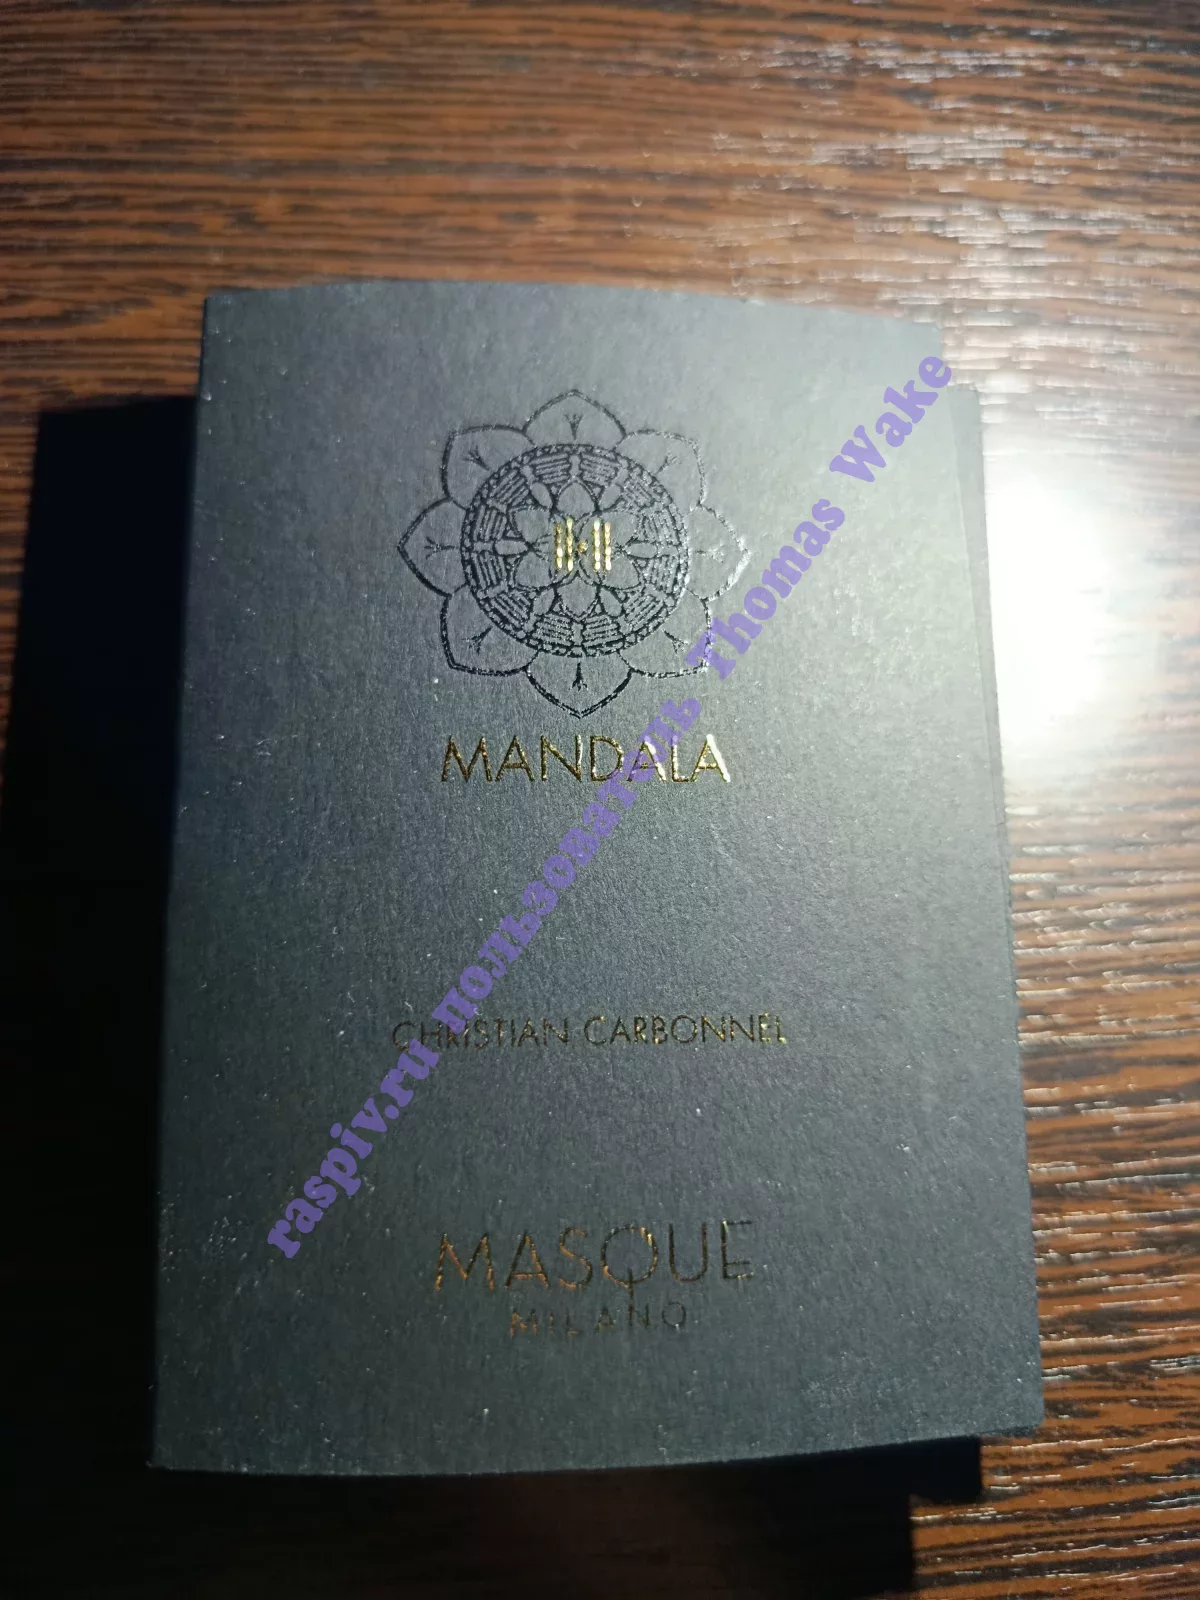 MANDALA
CHRISTIAN CARBONNEL
MASQUE
MILANO
raspiv.ru пользователь Thomas Wake